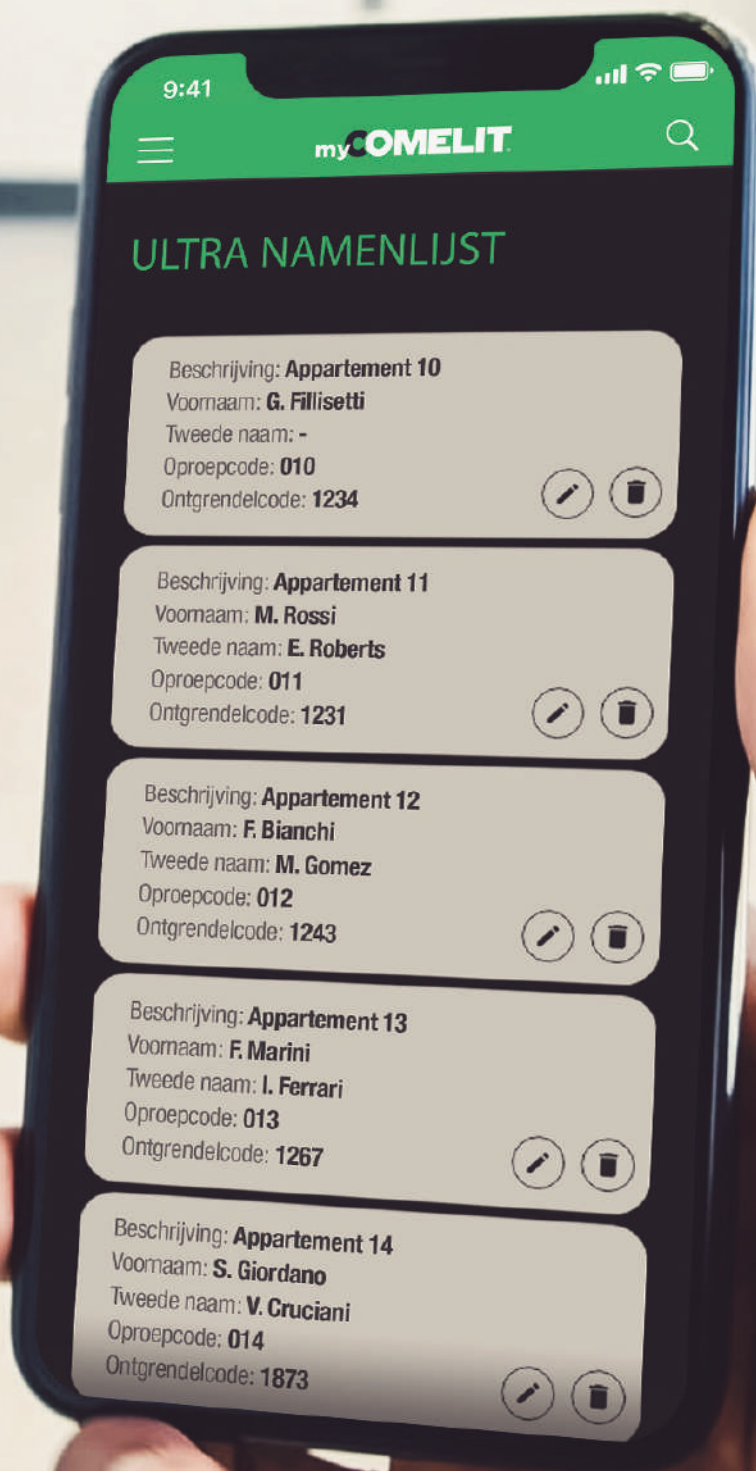 9:41
myCOMELIT
ULTRA NAMENLIJST
Beschrijving: Appartement 10
Voornaam: G. Fillisetti
Tweede naam: -
Oproepcode: 010
Ontgrendelcode: 1234
Beschrijving: Appartement 11
Voornaam: M. Rossi
Tweede naam: E. Roberts
Oproepcode: 011
Ontgrendelcode: 1231
Beschrijving: Appartement 12
Voornaam: F. Bianchi
Tweede naam: M. Gomez
Oproepcode: 012
Ontgrendelcode: 1243
Beschrijving: Appartement 13
Voornaam: F. Marini
Tweede naam: I. Ferrari
Oproepcode: 013
Ontgrendelcode: 1267
Beschrijving: Appartement 14
Voornaam: S. Giordano
Tweede naam: V. Cruciani
Oproepcode: 014
Ontgrendelcode: 1873